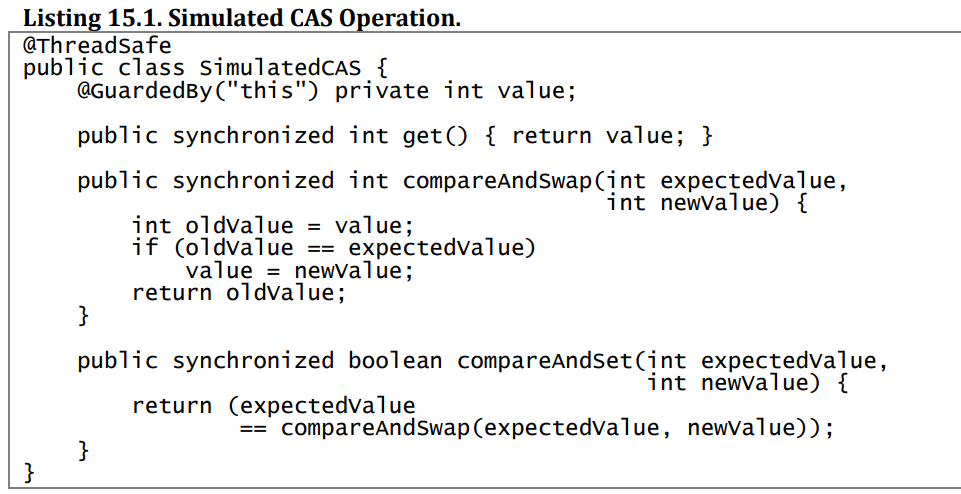 Listing 15.1. Simulated CAS Operation.
@ThreadSafe
public class SimulatedCAS {
    @GuardedBy("this") private int value;
    public synchronized int get() { return value; }
    public synchronized int compareAndSwap(int expectedValue,
                                           int newValue) {
        int oldValue = value;
        if (oldValue == expectedValue)
            value = newValue;
        return oldValue;
    }
    public synchronized boolean compareAndSet(int expectedValue,
                                              int newValue) {
        return (expectedValue
                == compareAndSwap(expectedValue, newValue));
    }
}